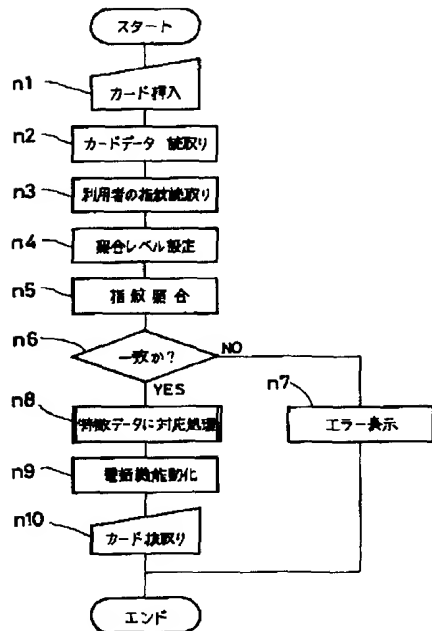 スタート
n1
カード挿入
n2
カードデータ読取り
n3
利用者の指紋読取り
n4
照合レベル設定
n5
指紋照合
n6
一致か?
NO
YES
n7
エラー表示
n8
特徴データに対応処理
n9
電話機能動化
n10
カード抜取り
エンド